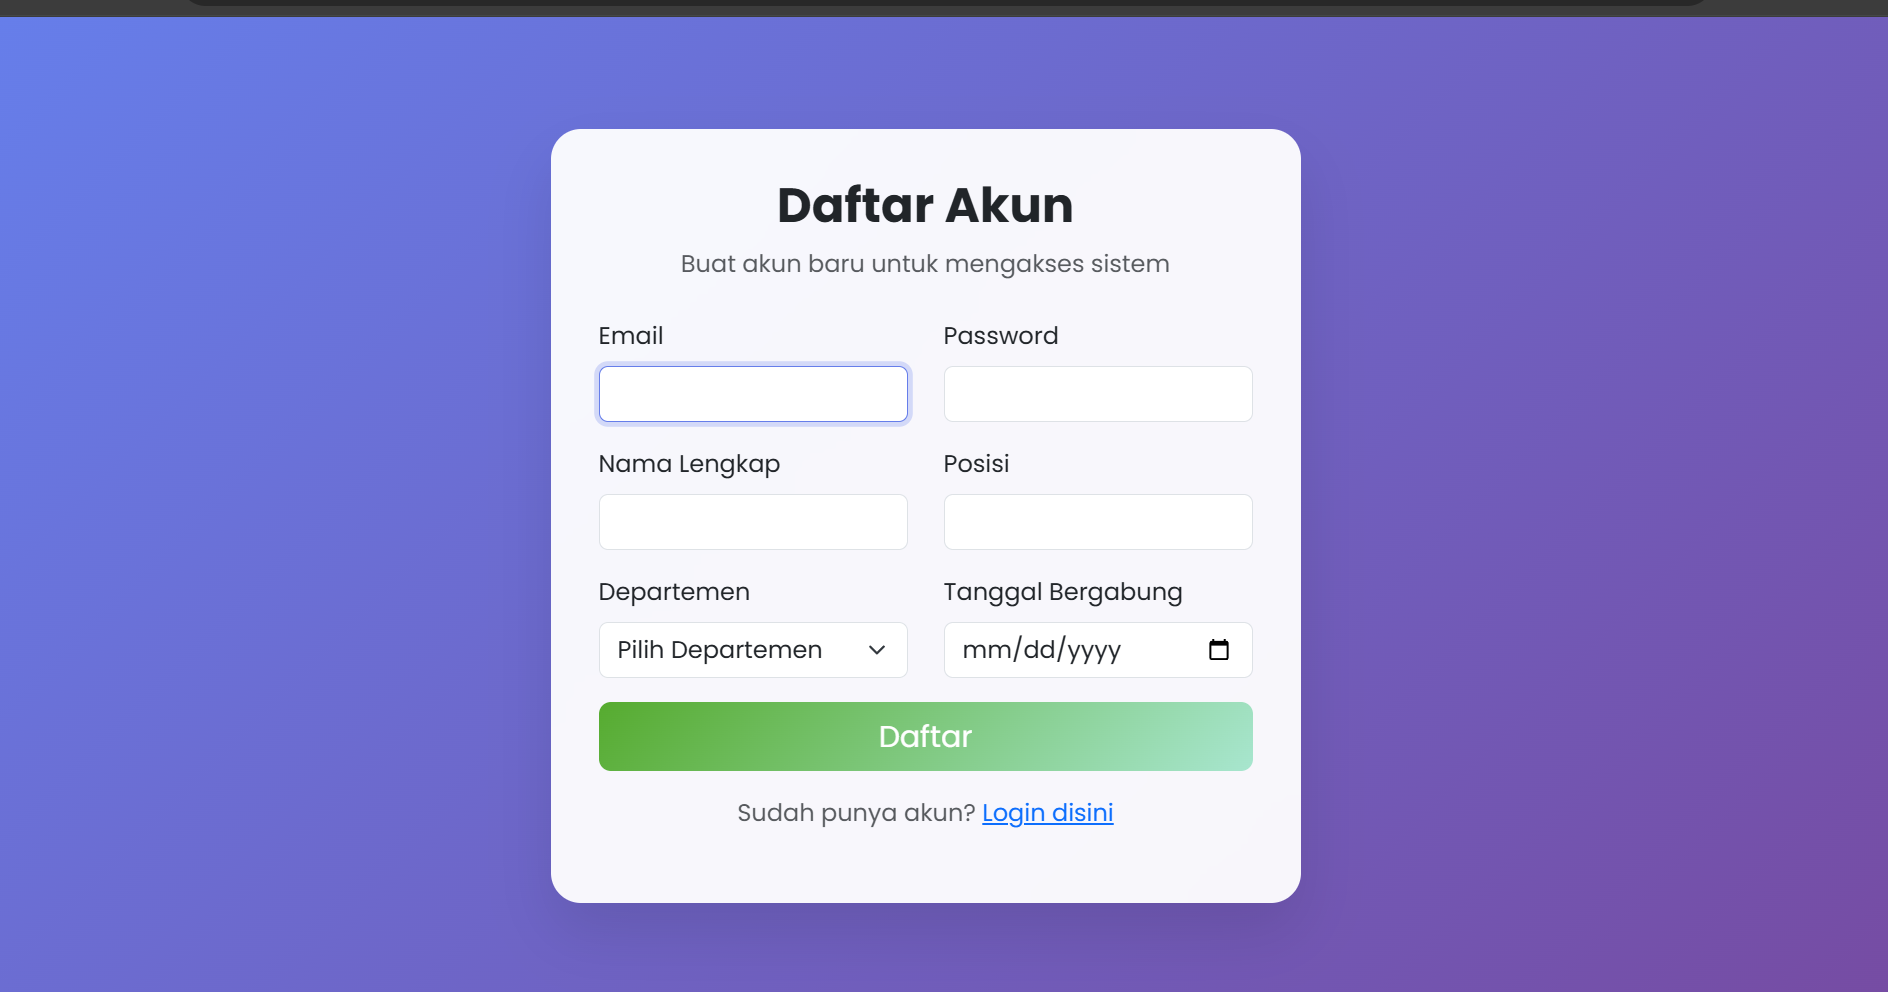 Daftar Akun
Buat akun baru untuk mengakses sistem
Email
Password
Nama Lengkap
Posisi
Departemen
Tanggal Bergabung
Pilih Departemen
mm/dd/yyyy
Daftar
Sudah punya akun? Login disini